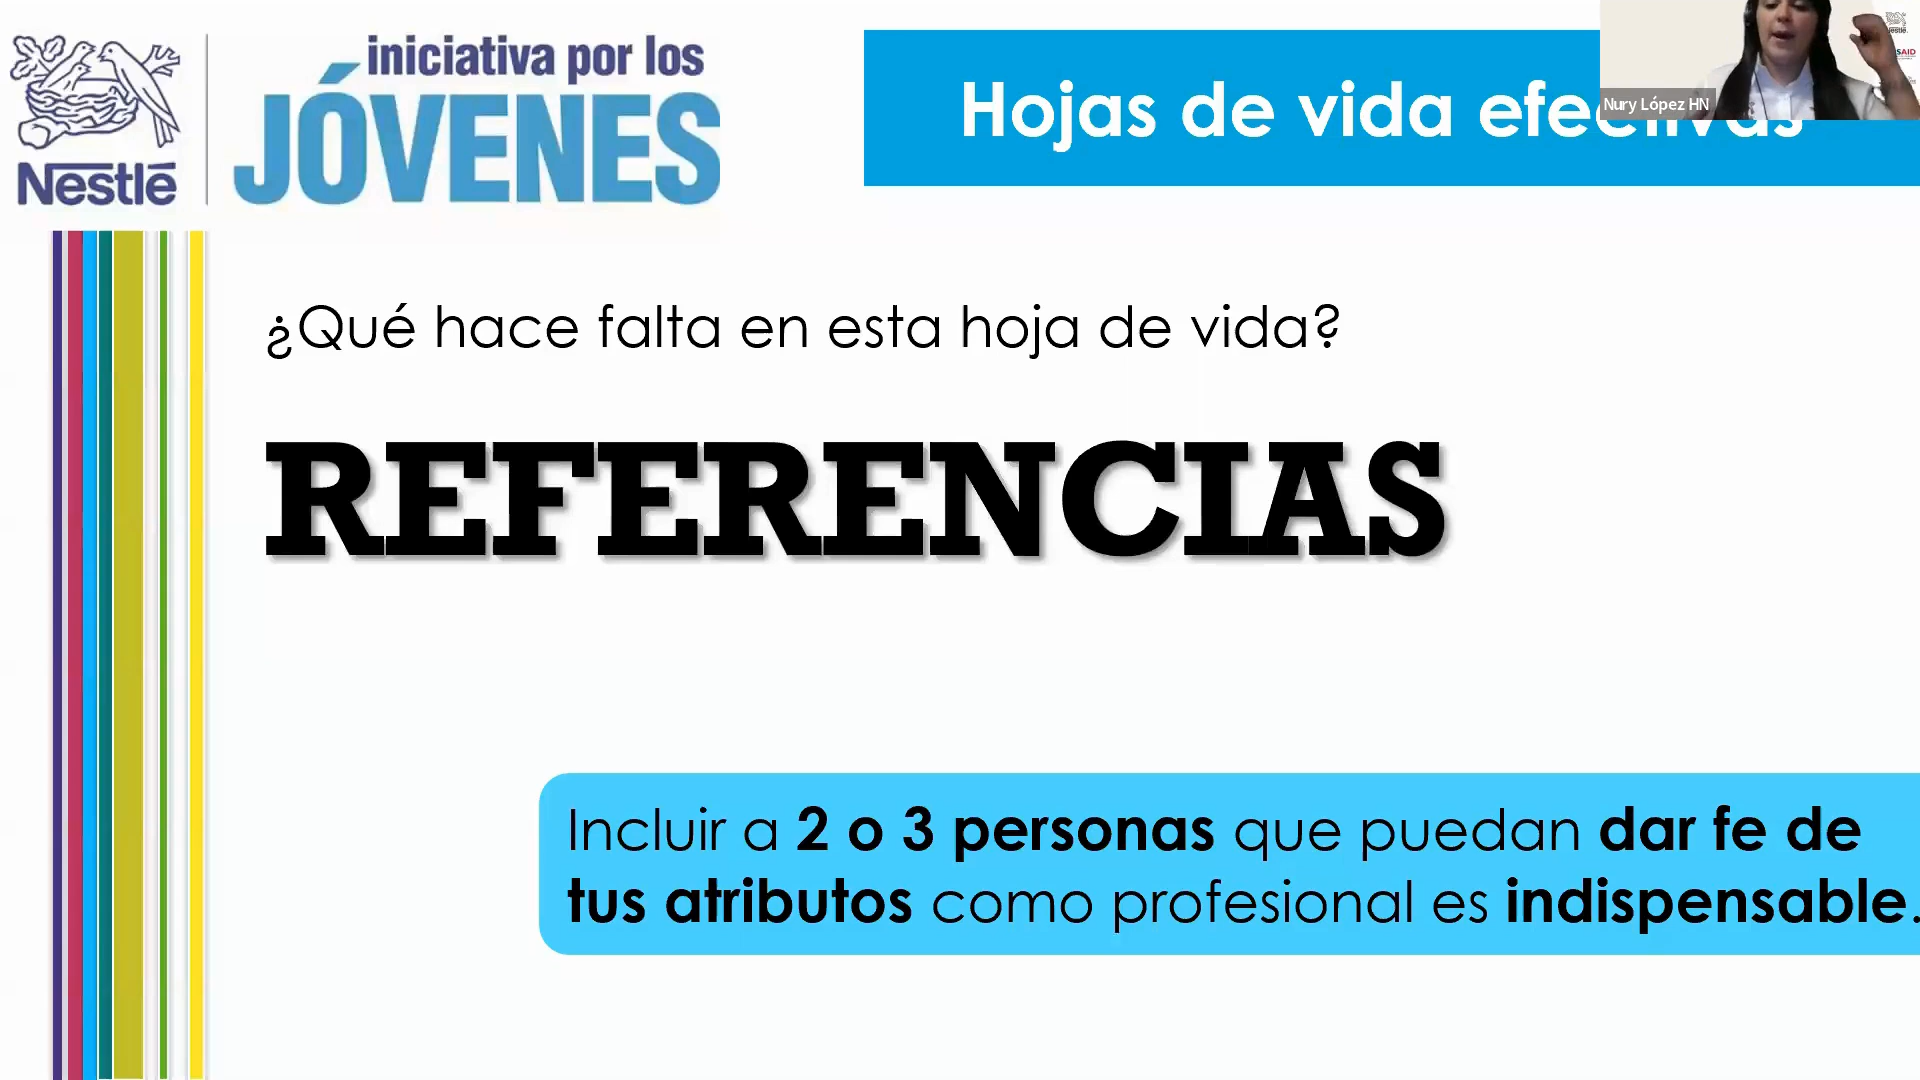 Nestlé
iniciativa por los
JÓVENES
Hojas de vida efectivas
Nury López HN
¿Qué hace falta en esta hoja de vida?
REFERENCIAS
Incluir a 2 o 3 personas que puedan dar fe de
tus atributos como profesional es indispensable.